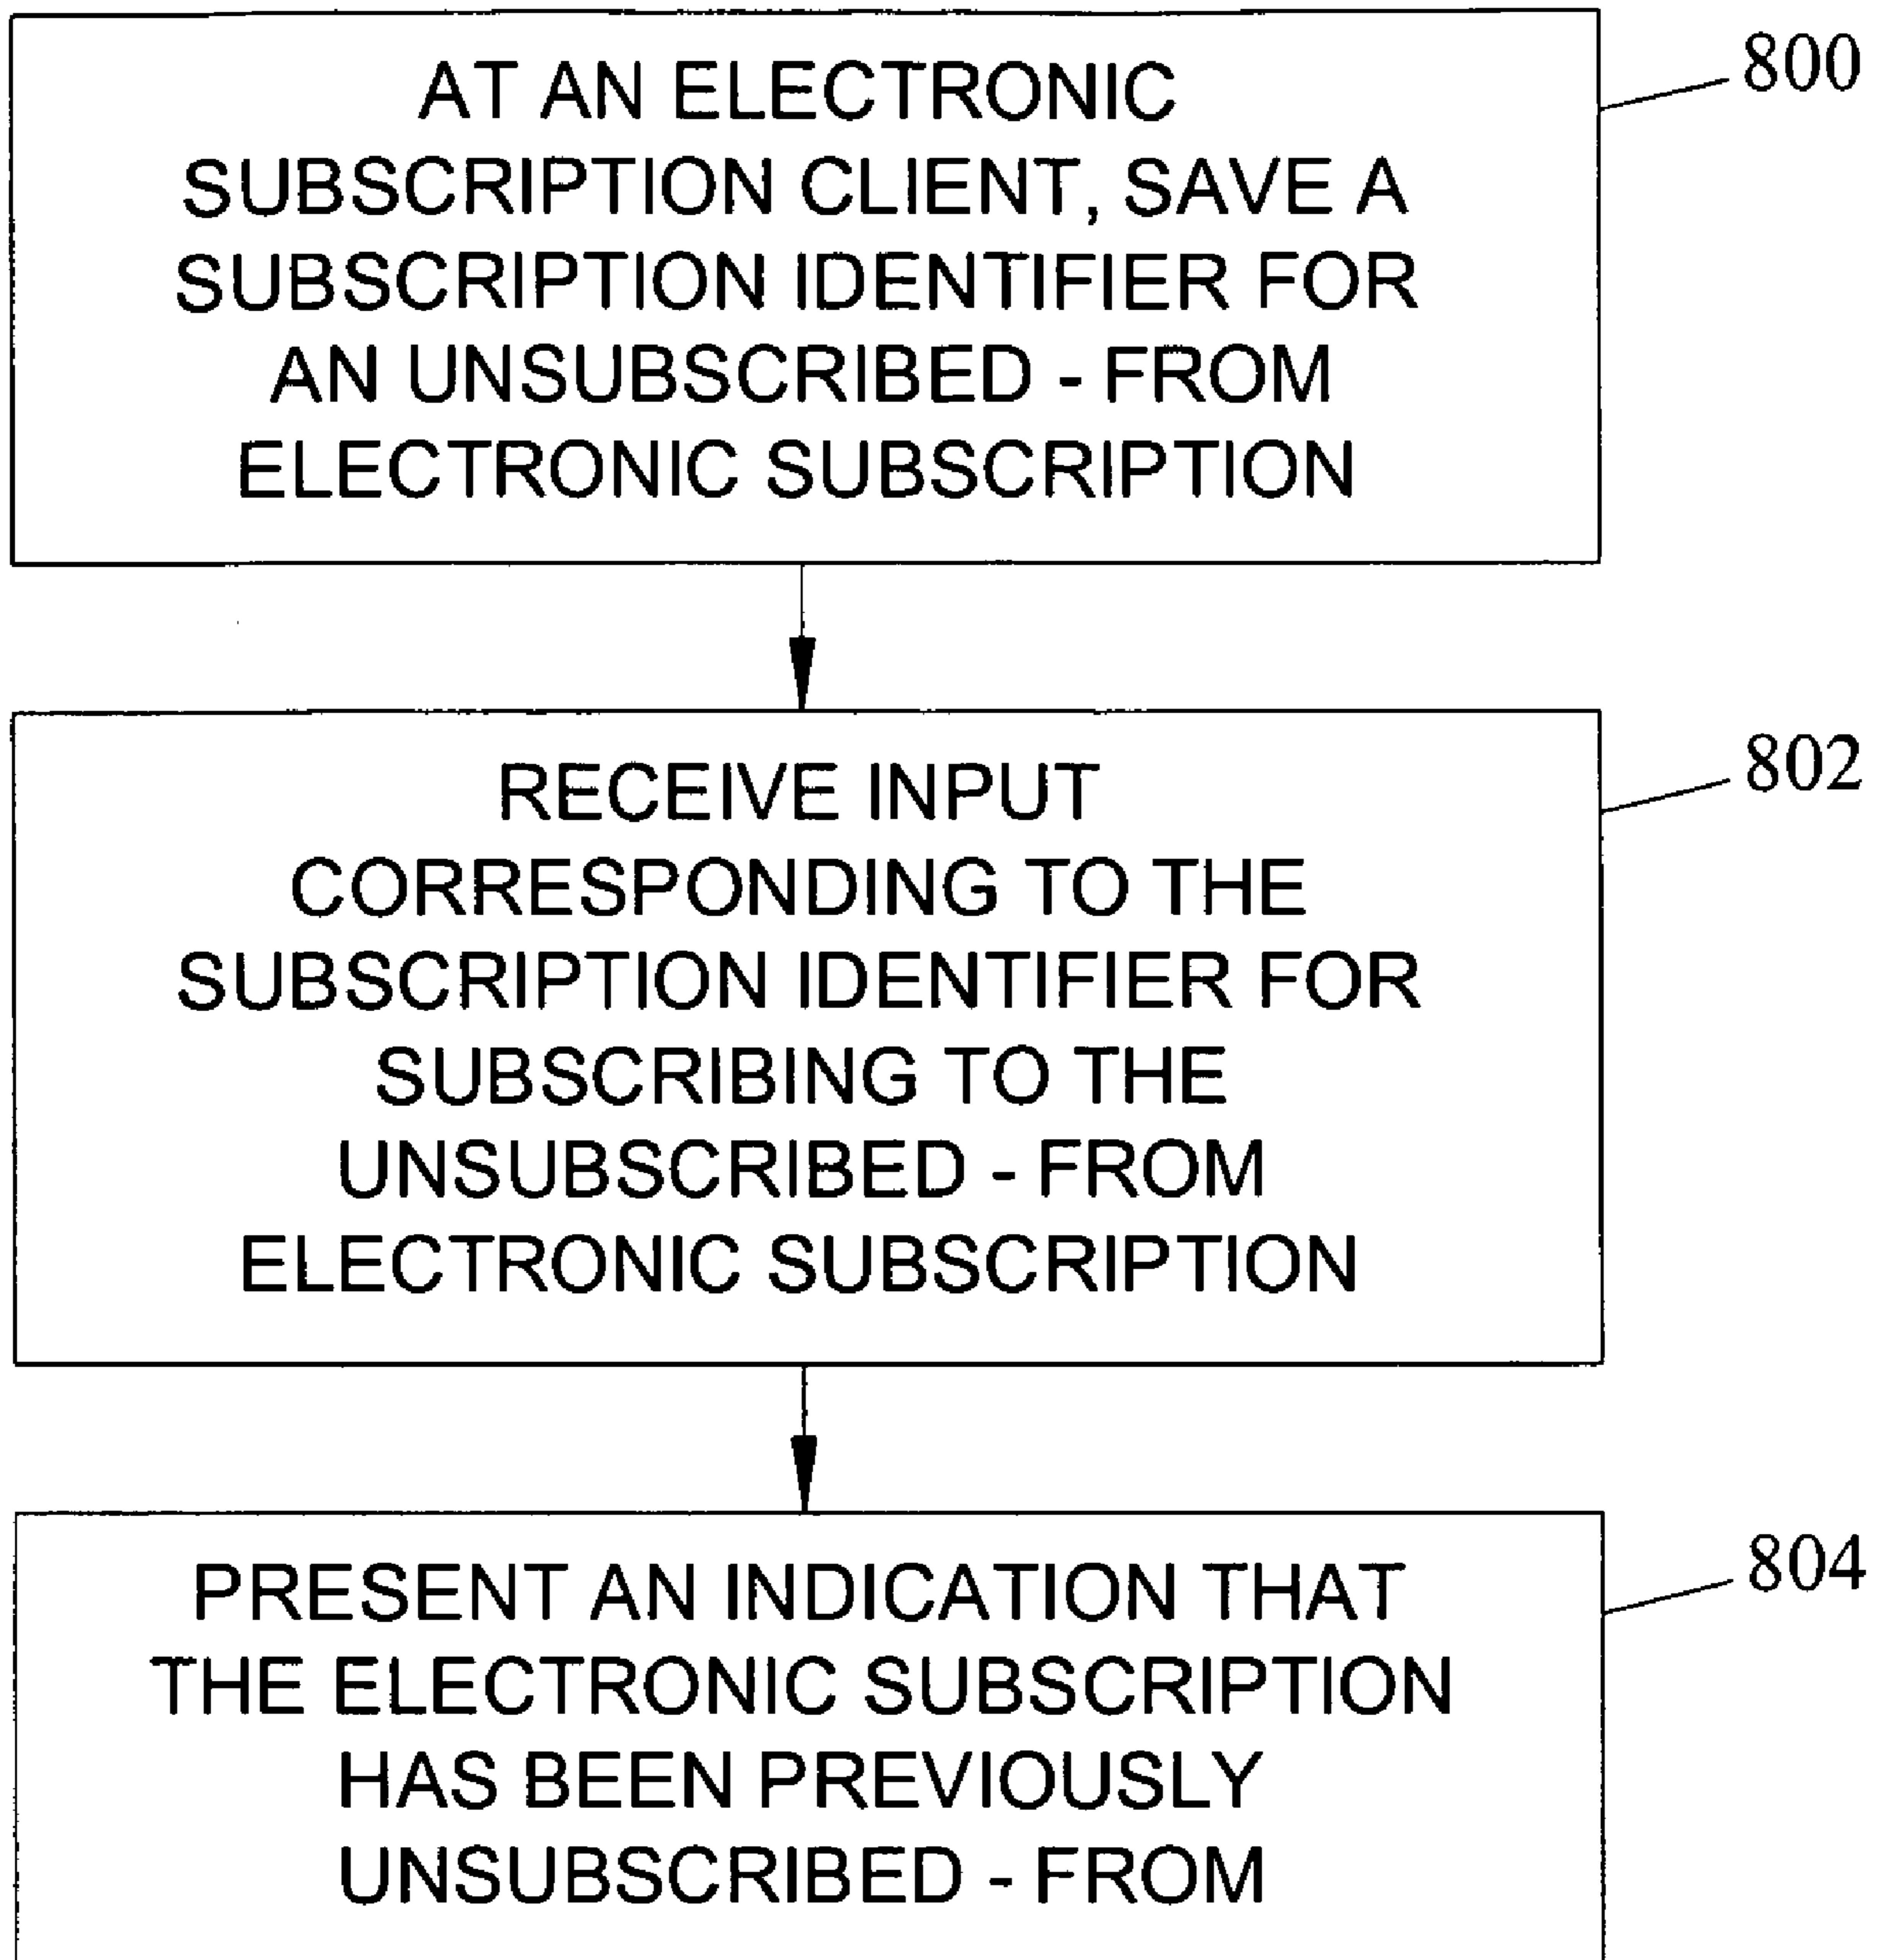 AT AN ELECTRONIC
SUBSCRIPTION CLIENT, SAVE A
SUBSCRIPTION IDENTIFIER FOR
AN UNSUBSCRIBED - FROM
ELECTRONIC SUBSCRIPTION
800
RECEIVE INPUT
CORRESPONDING TO THE
SUBSCRIPTION IDENTIFIER FOR
SUBSCRIBING TO THE
UNSUBSCRIBED - FROM
ELECTRONIC SUBSCRIPTION
802
PRESENT AN INDICATION THAT
THE ELECTRONIC SUBSCRIPTION
HAS BEEN PREVIOUSLY
UNSUBSCRIBED - FROM
804